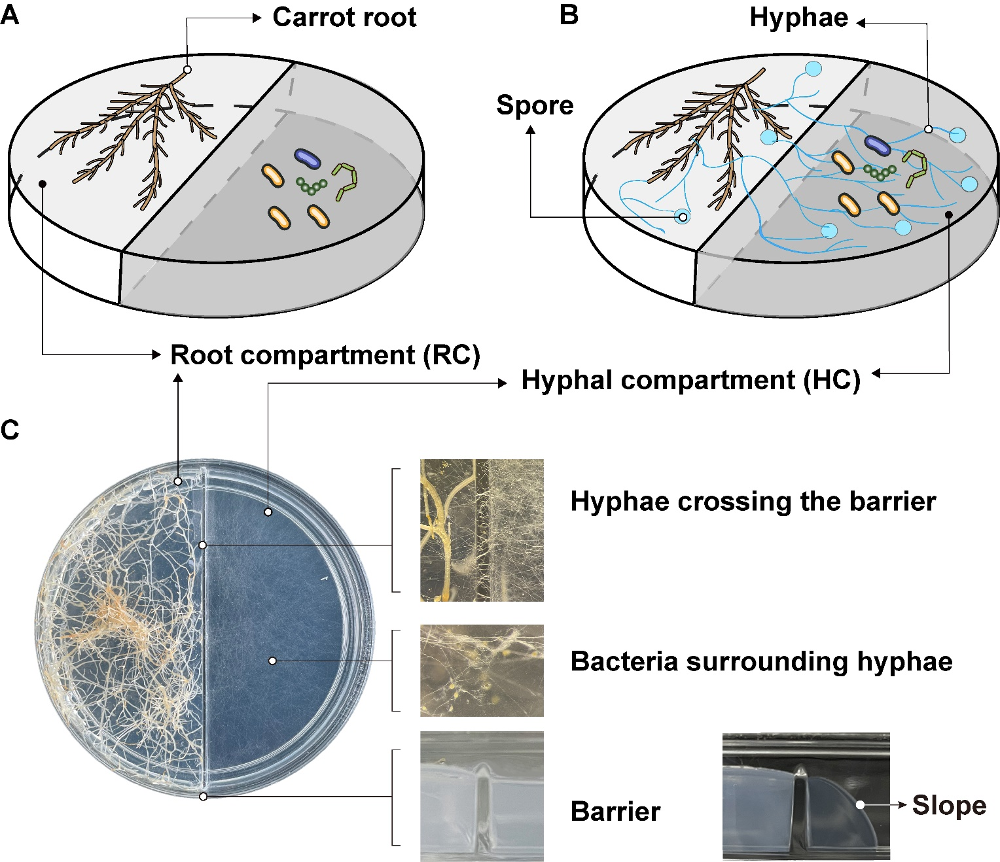 A
Carrot root
B
Hyphae
Spore
Root compartment (RC)
Hyphal compartment (HC)
C
Hyphae crossing the barrier
Bacteria surrounding hyphae
Barrier
Slope